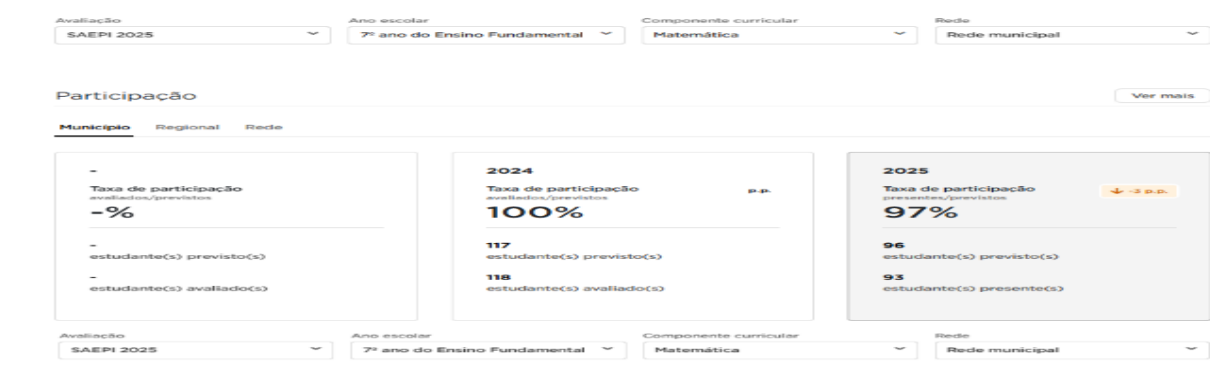 Avaliação Ano escolar Componente curricular Rede
SAEPI 2025 7º ano do Ensino Fundamental Matemática Rede municipal
Participação Ver mais
Município Regional Rede
- 2024 2025
Taxa de participação Taxa de participação p.p. Taxa de participação -3 p.p.
avaliados/previstos avaliados/previstos presentes/previstos
-% 100% 97%
- 117 96
estudante(s) previsto(s) estudante(s) previsto(s) estudante(s) previsto(s)
- 118 93
estudante(s) avaliado(s) estudante(s) avaliado(s) estudante(s) presente(s)
Avaliação Ano escolar Componente curricular Rede
SAEPI 2025 7º ano do Ensino Fundamental Matemática Rede municipal